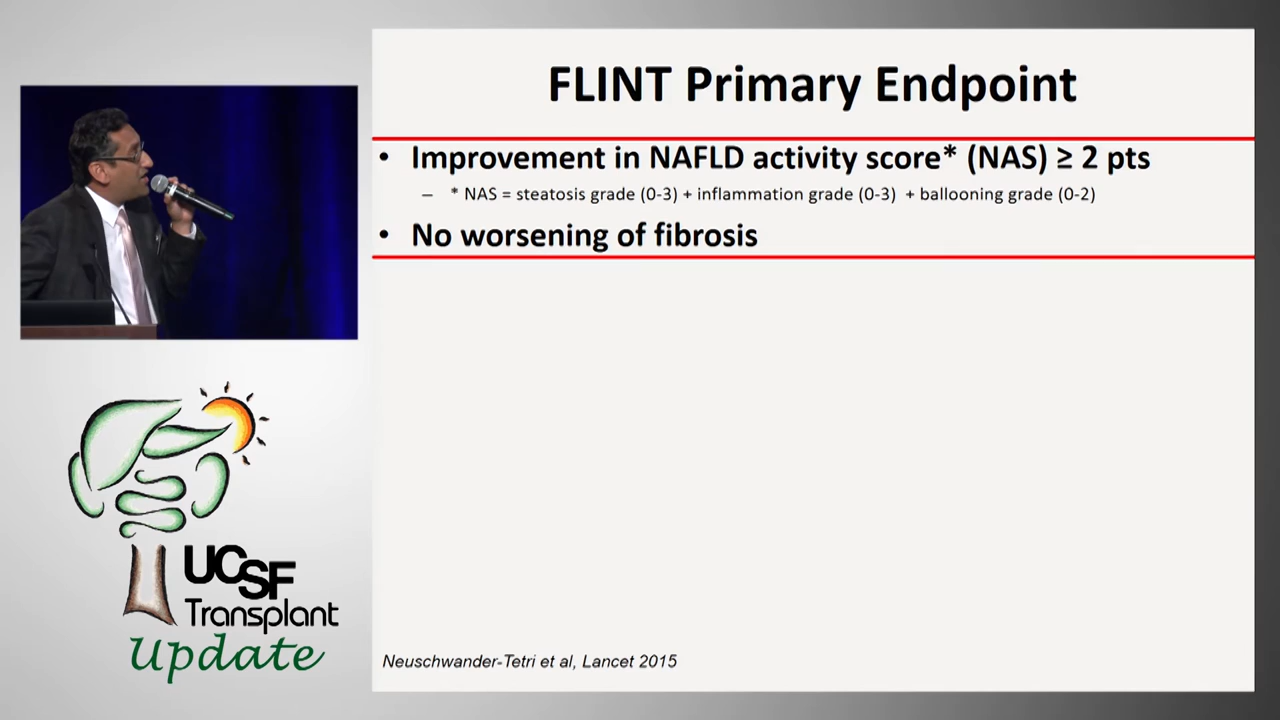 FLINT Primary Endpoint
• Improvement in NAFLD activity score* (NAS) ≥ 2 pts
– * NAS = steatosis grade (0-3) + inflammation grade (0-3) + ballooning grade (0-2)
• No worsening of fibrosis
Neuschwander-Tetri et al, Lancet 2015
UCSF
Transplant
Update